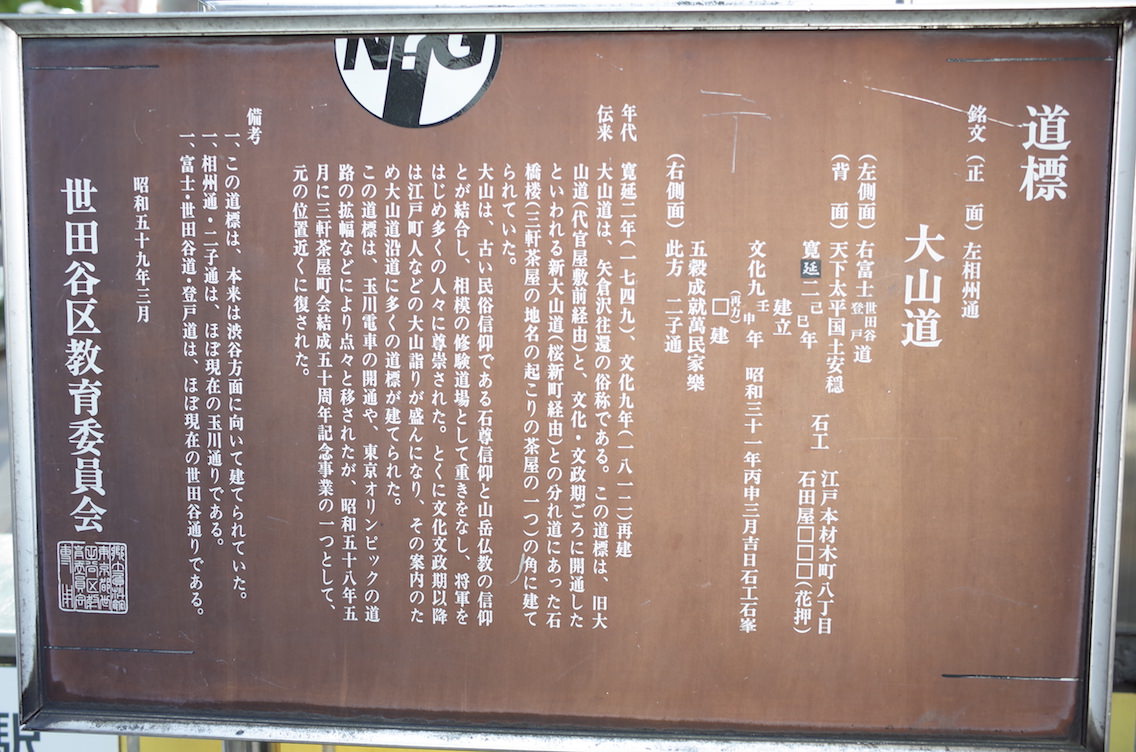 道標
銘文（正　面）左相州通
大山道
（左側面）右富士世田谷登戸道
（背　面）天下太平国土安穏
寛延二己巳年
建立
石工　江戸本材木町八丁目
石田屋□□□（花押）
文化九壬申年　昭和三十一年丙申三月吉日石工石峯
（再カ）
□建
五穀成就萬民家樂
（右側面）此方　二子通
年代　寛延二年（一七四九）、文化九年（一八一二）再建
伝来　大山道は、矢倉沢往還の俗称である。この道標は、旧大
山道（代官屋敷前経由）と、文化・文政期ごろに開通した
といわれる新大山道（桜新町経由）との分れ道にあった石
橋楼（三軒茶屋の地名の起こりの茶屋の一つ）の角に建て
られていた。
大山は、古い民俗信仰である石尊信仰と山岳仏教の信仰
とが結合し、相模の修験道場として重きをなし、将軍を
はじめ多くの人々に尊崇された。とくに文化文政期以降
は江戸町人などの大山詣りが盛んになり、その案内のた
め大山道沿道に多くの道標が建てられた。
この道標は、玉川電車の開通や、東京オリンピックの道
路の拡幅などにより点々と移されたが、昭和五十八年五
月に三軒茶屋町会結成五十周年記念事業の一つとして、
元の位置近くに復された。
備考
一、この道標は、本来は渋谷方面に向いて建てられていた。
一、相州通・二子通は、ほぼ現在の玉川通りである。
一、富士・世田谷道・登戸道は、ほぼ現在の世田谷通りである。
昭和五十九年三月
世田谷区教育委員会
駅